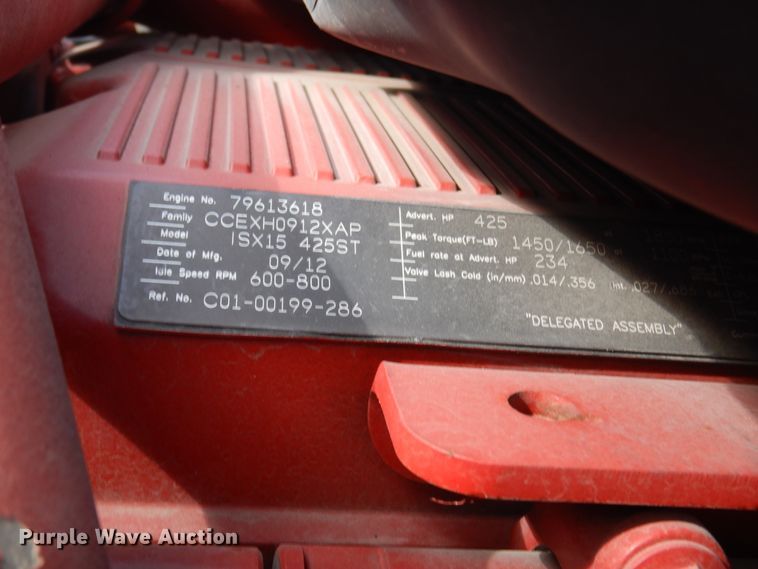 Engine No. 79613618
Family CCEXH0912XAP
Model ISX15 425ST
Date of Mfg. 09/12
Idle Speed RPM 600-800
Ref. No. C01-00199-286
Advert. HP 425
Peak Torque(FT-LB) 1450/1650
Fuel rate at Advert. HP 234
Valve Lash Cold (in/mm) .014/.356 Int. .027/
"DELEGATED ASSEMBLY"
Purple Wave Auction